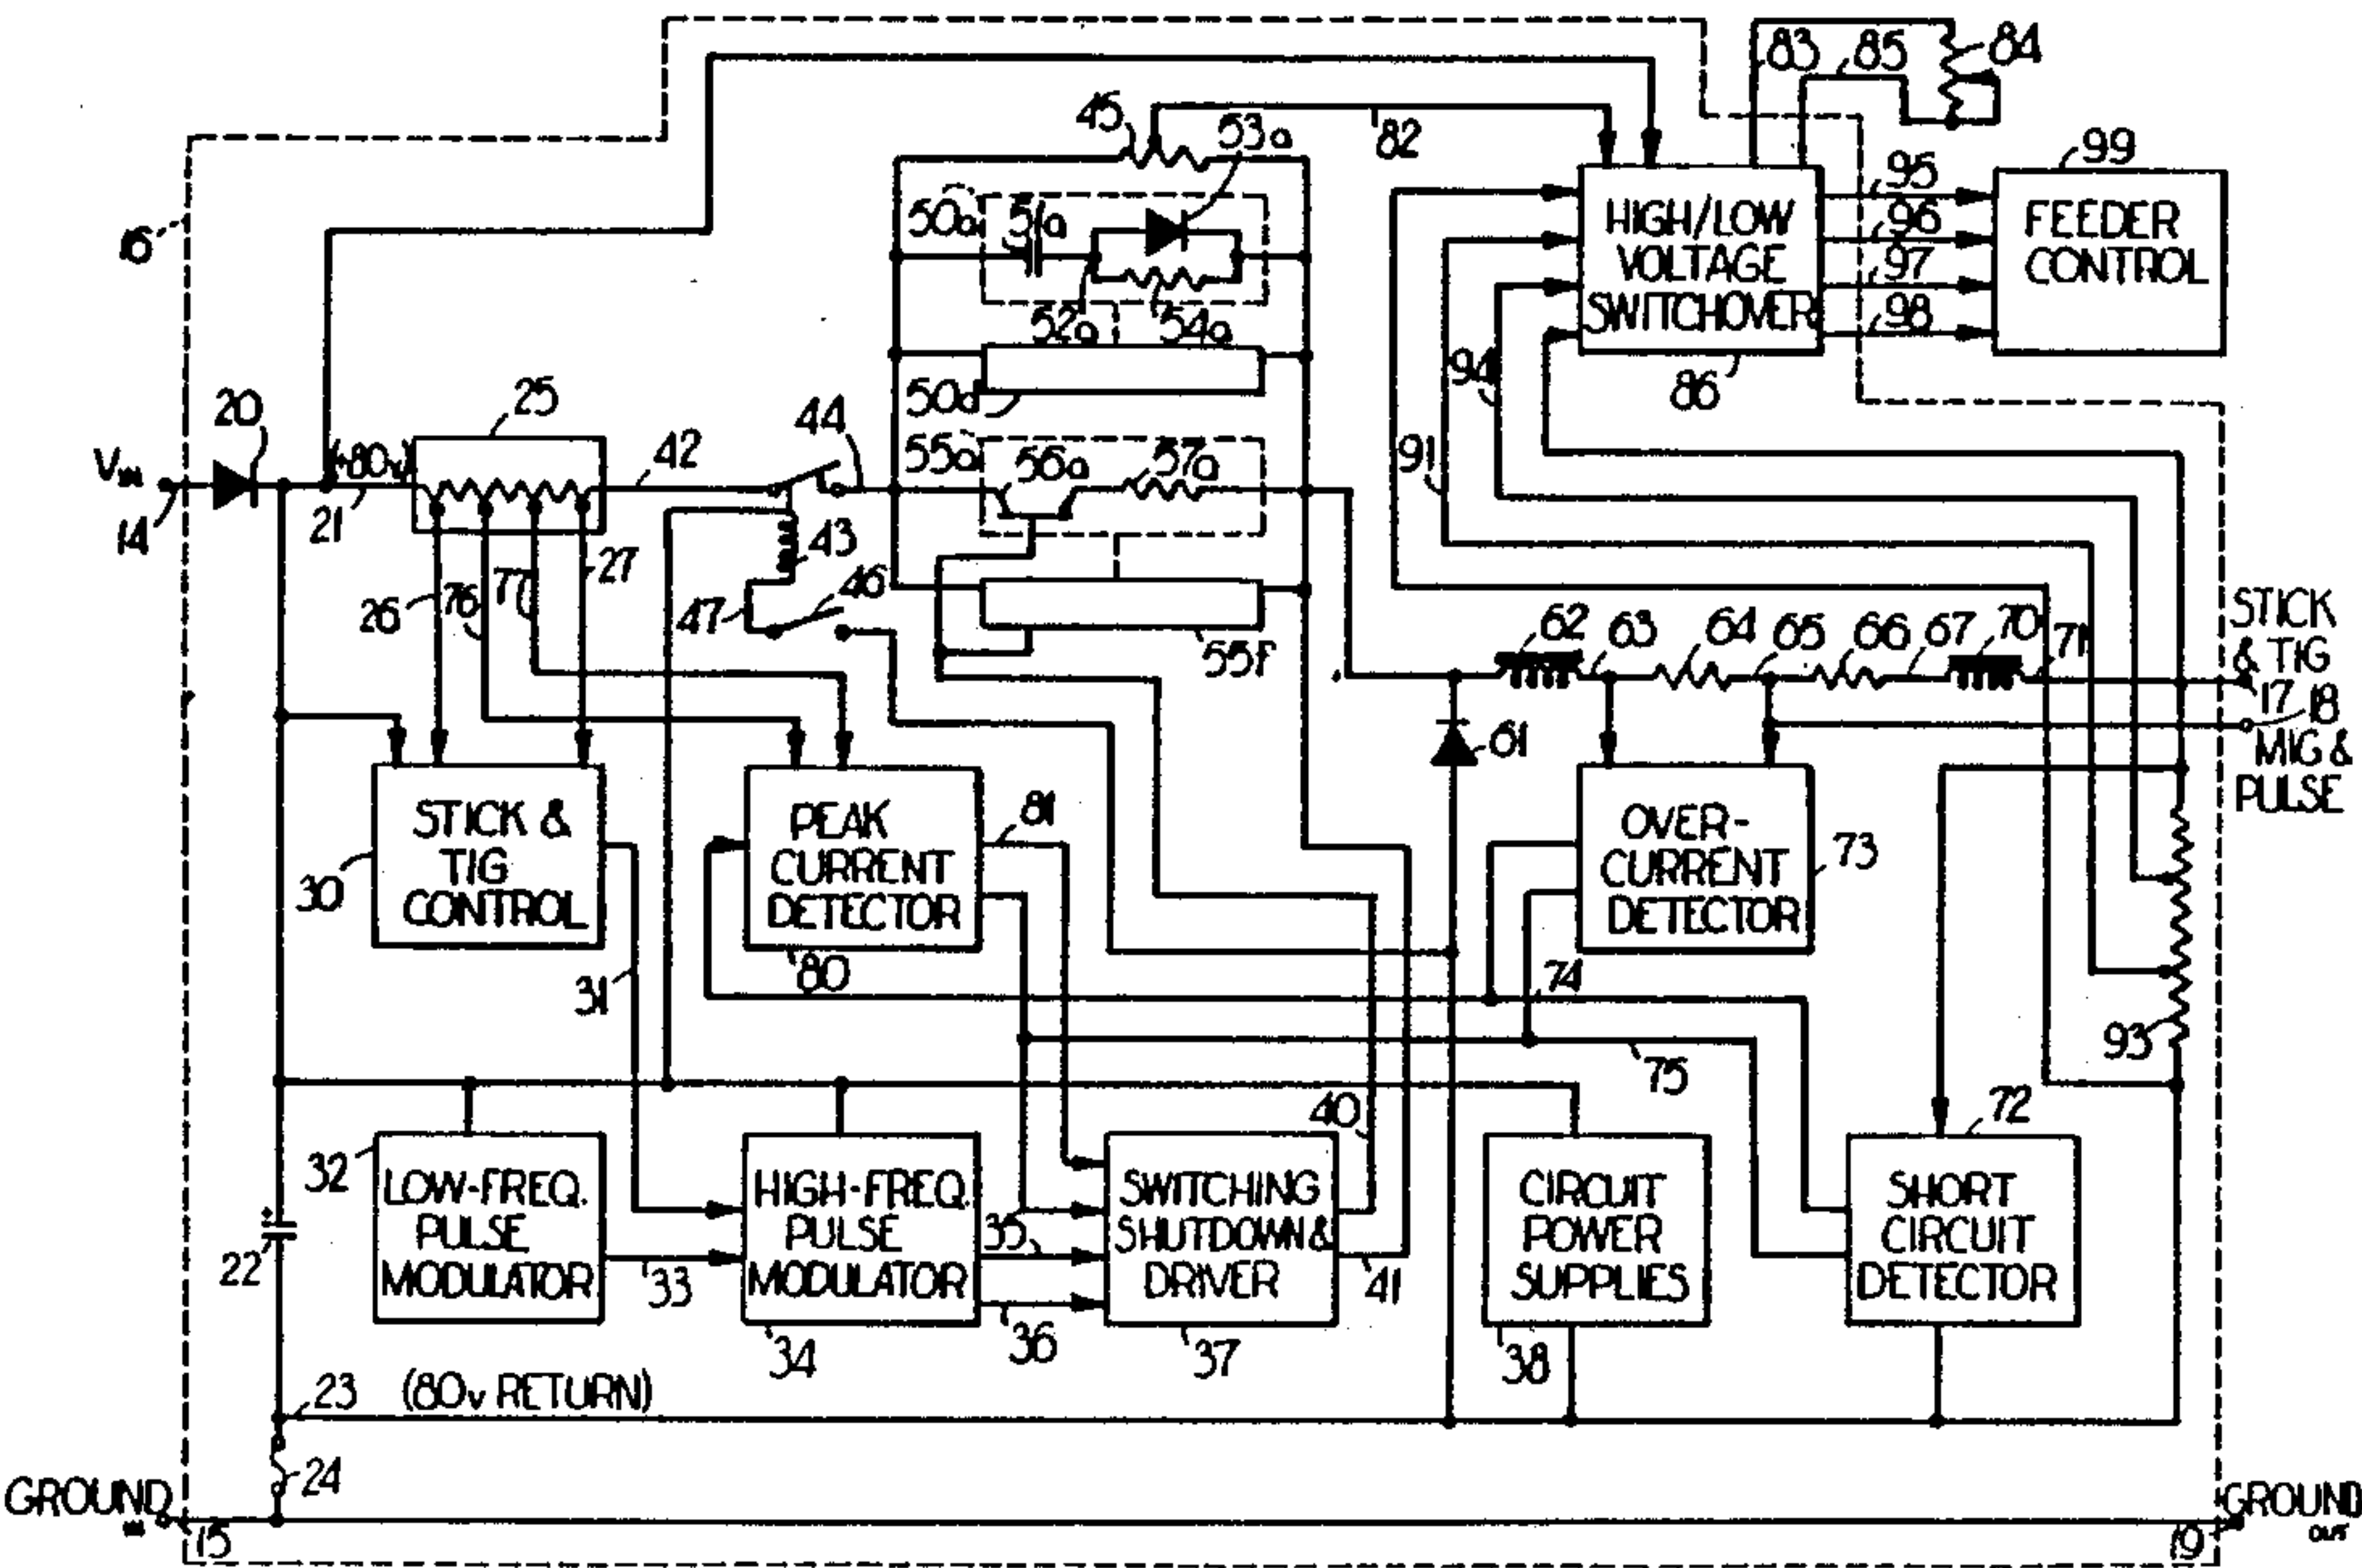 83
85
84
45
53a
82
99
16
50a
51a
HIGH/LOW
VOLTAGE
SWITCHOVER
95
96
97
98
FEEDER
CONTROL
52a
54a
94
86
50d
20
25
44
(+80v)
42
55a
56a
57a
91
VIN
14
21
43
27
26
76
77
47
46
55f
62
63
64
65
66
67
70
71
STICK
& TIG
17
18
MIG &
PULSE
61
STICK &
TIG
CONTROL
30
PEAK
CURRENT
DETECTOR
81
80
OVER-
CURRENT
DETECTOR
73
31
74
93
75
40
72
32
LOW-FREQ.
PULSE
MODULATOR
33
HIGH-FREQ.
PULSE
MODULATOR
34
35
36
SWITCHING
SHUTDOWN &
DRIVER
37
41
CIRCUIT
POWER
SUPPLIES
38
SHORT
CIRCUIT
DETECTOR
+
22
23
(80v RETURN)
24
GROUND
IN
15
19
GROUND
OUT